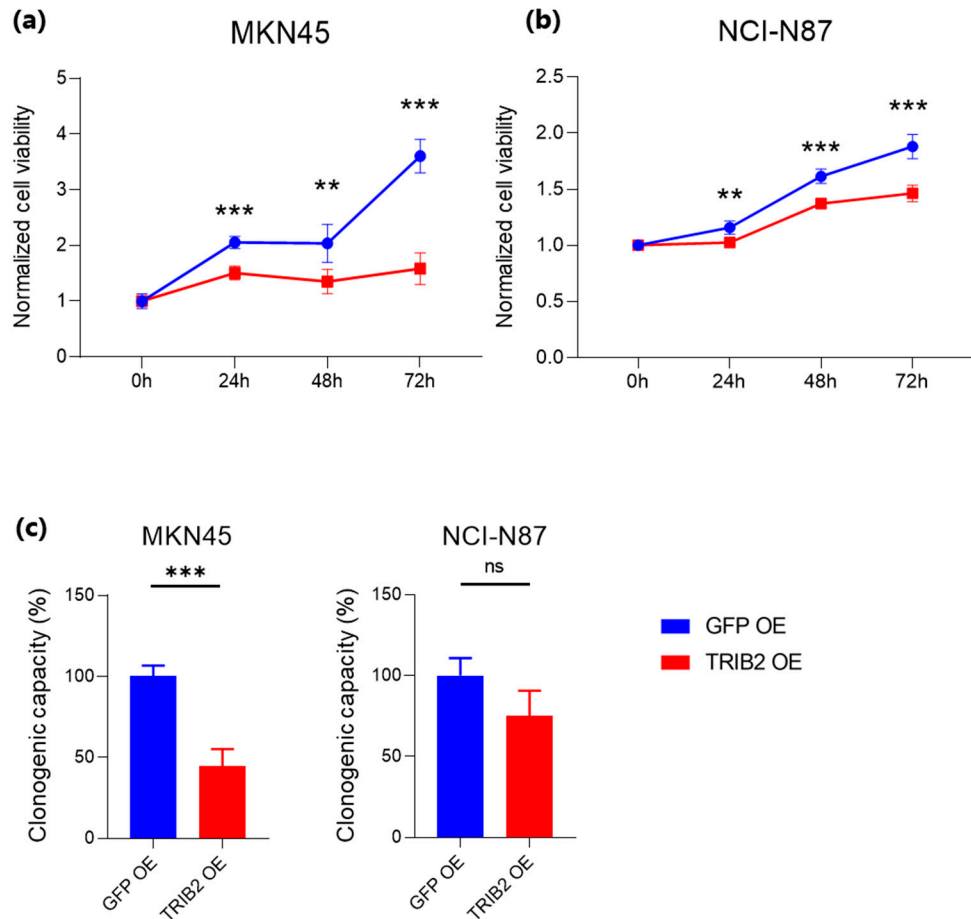 (a)
MKN45
Normalized cell viability
5
4
3
2
1
0
***
**
***
0h 24h 48h 72h
(b)
NCI-N87
Normalized cell viability
2.5
2.0
1.5
1.0
0.5
0.0
**
***
***
0h 24h 48h 72h
(c)
MKN45
***
Clonogenic capacity (%)
150
100
50
0
GFP OE
TRIB2 OE
NCI-N87
ns
Clonogenic capacity (%)
150
100
50
0
GFP OE
TRIB2 OE
GFP OE
TRIB2 OE